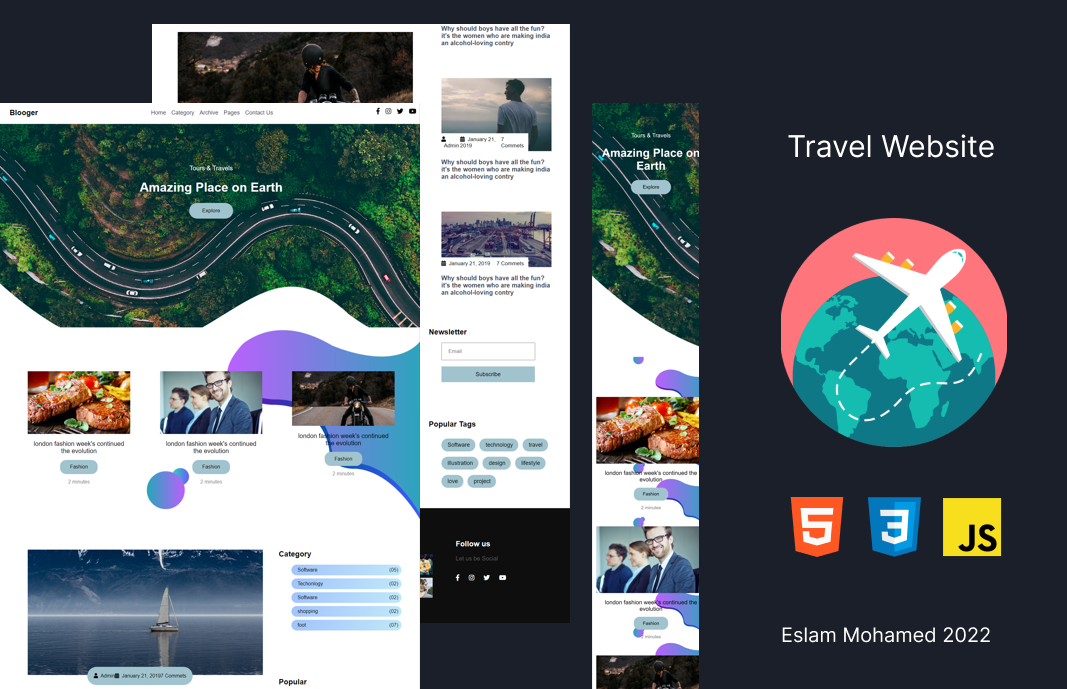 Blooger
Home Category Archive Pages Contact Us
Tours & Travels
Amazing Place on Earth
Explore
london fashion week's continued
the evolution
Fashion
2 minutes
london fashion week's continued
the evolution
Fashion
2 minutes
london fashion week's continued
the evolution
Fashion
2 minutes
Admin January 21, 2019 7 Commets
Category
Software (05)
Techonlogy (02)
Software (02)
shopping (02)
foot (07)
Popular
Why should boys have all the fun?
it's the women who are making india
an alcohol-loving contry
January 21, 7
Admin 2019 Commets
Why should boys have all the fun?
it's the women who are making india
an alcohol-loving contry
January 21, 2019 7 Commets
Why should boys have all the fun?
it's the women who are making india
an alcohol-loving contry
Newsletter
Email
Subscribe
Popular Tags
Software technology travel
illustration design lifestyle
love project
Follow us
Let us be Social
Tours & Travels
Amazing Place on
Earth
Explore
london fashion week's continued the
evolution
Fashion
2 minutes
london fashion week's continued the
evolution
Fashion
2 minutes
Travel Website
5
3
JS
Eslam Mohamed 2022